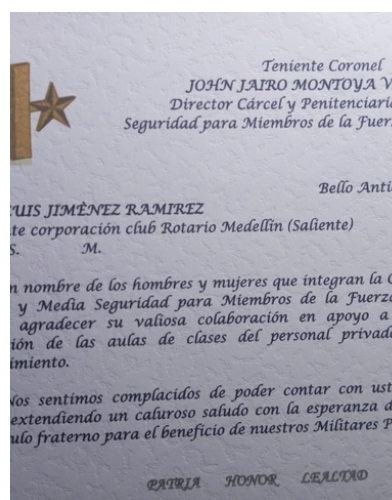 Teniente Coronel
JOHN JAIRO MONTOYA V
Director Cárcel y Penitenciari
Seguridad para Miembros de la Fuer
Bello Anti
UIS JIMÈNEZ RAMIREZ
te corporación club Rotario Medellín (Saliente)
S. M.
n nombre de los hombres y mujeres que integran la C
y Media Seguridad para Miembros de la Fuerza
agradecer su valiosa colaboración en apoyo a
ión de las aulas de clases del personal privad
imiento.
Nos sentimos complacidos de poder contar con ust
extendiendo un caluroso saludo con la esperanza d
ulo fraterno para el beneficio de nuestros Militares P
PATRIA HONOR LEALTAD